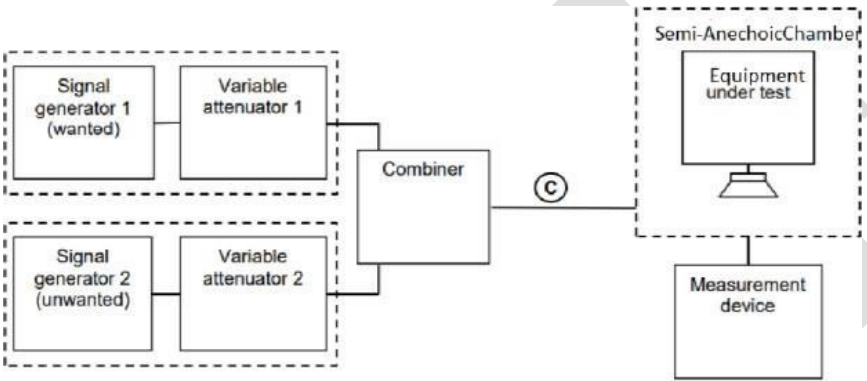 Semi-AnechoicChamber
Equipment
under test
Signal
generator 1
(wanted)
Variable
attenuator 1
Combiner
C
Signal
generator 2
(unwanted)
Variable
attenuator 2
Measurement
device